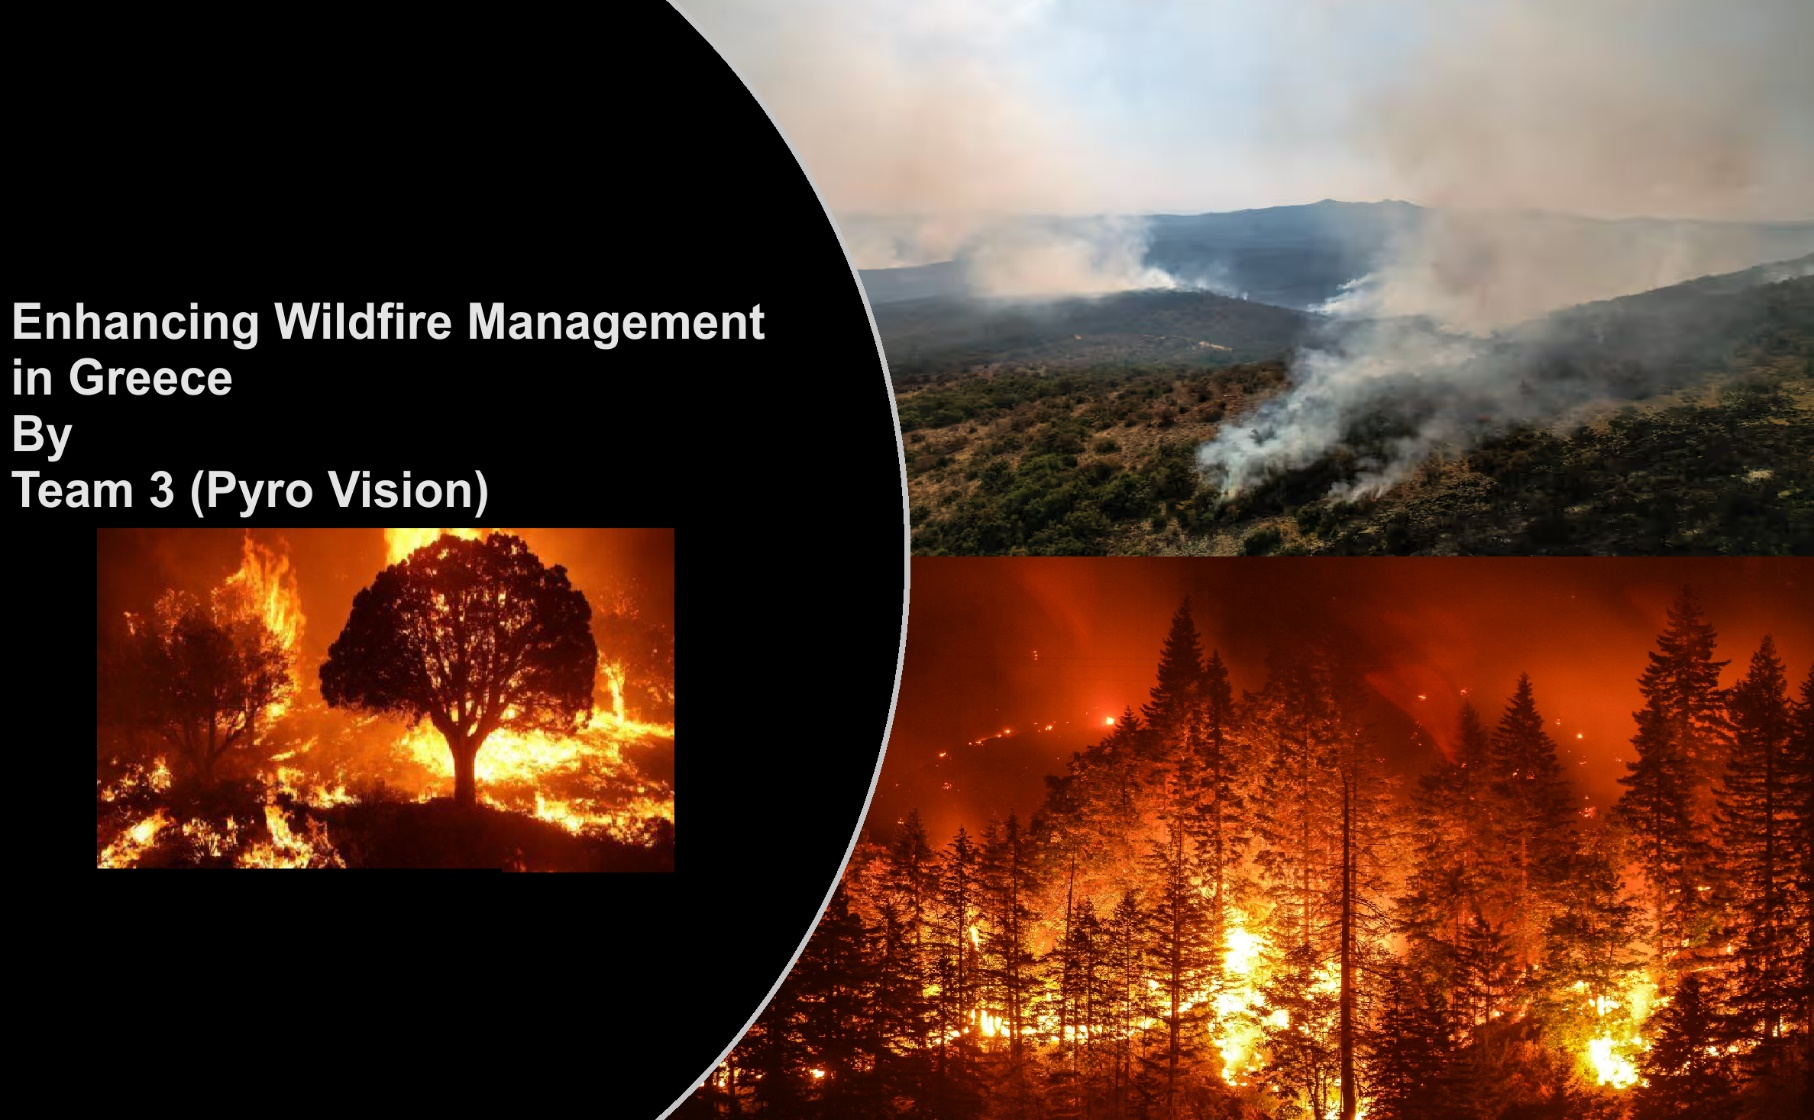 Enhancing Wildfire Management
in Greece
By
Team 3 (Pyro Vision)